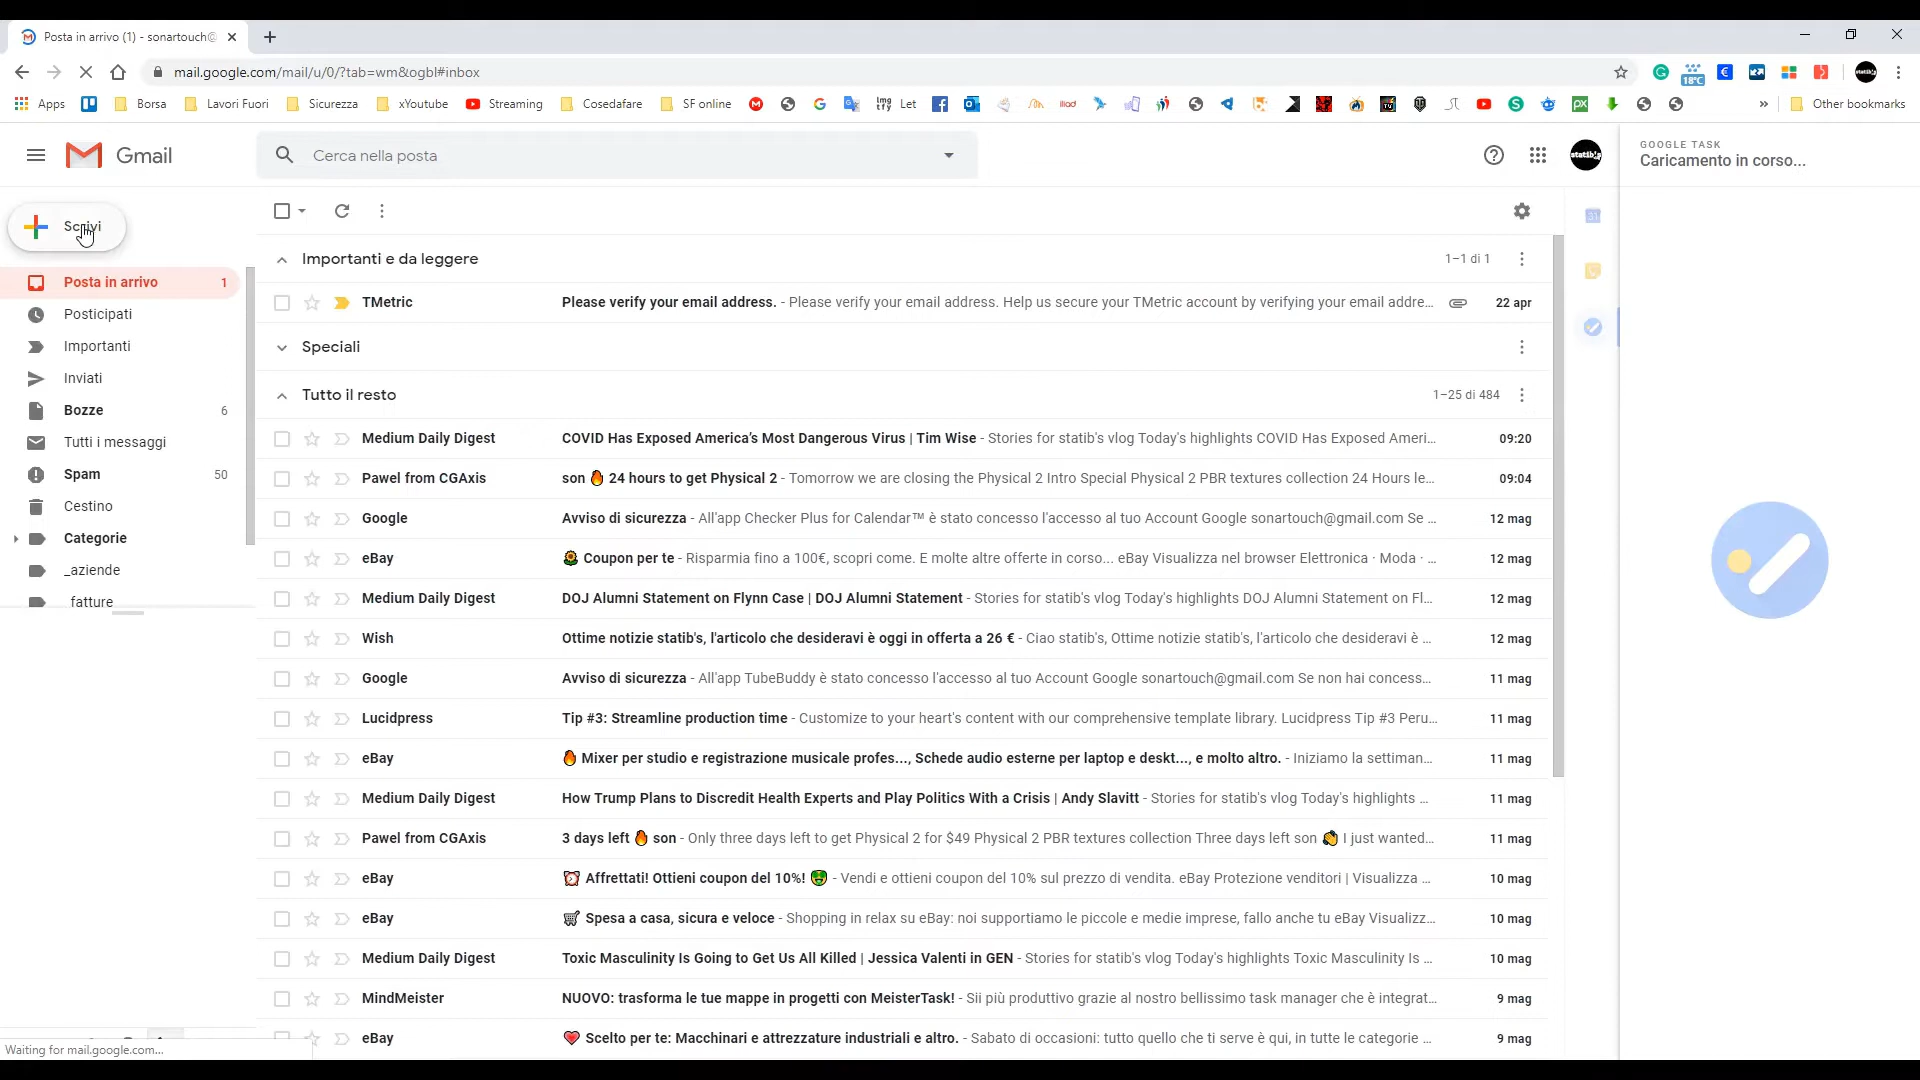 Posta in arrivo (1) - sonartouch@
mail.google.com/mail/u/0/?tab=wm&ogbl#inbox
18°C
Apps
Borsa
Lavori Fuori
Sicurezza
xYoutube
Streaming
Cosedafare
SF online
Let
Other bookmarks
Gmail
Cerca nella posta
GOOGLE TASK
Caricamento in corso...
Scrivi
Posta in arrivo 1
Posticipati
Importanti
Inviati
Bozze 6
Tutti i messaggi
Spam 50
Cestino
Categorie
_aziende
_fatture
Importanti e da leggere 1–1 di 1
TMetric Please verify your email address. - Please verify your email address. Help us secure your TMetric account by verifying your email addre... 22 apr
Speciali
Tutto il resto 1–25 di 484
Medium Daily Digest COVID Has Exposed America's Most Dangerous Virus | Tim Wise - Stories for statib's vlog Today's highlights COVID Has Exposed Ameri... 09:20
Pawel from CGAxis son 🔥 24 hours to get Physical 2 - Tomorrow we are closing the Physical 2 Intro Special Physical 2 PBR textures collection 24 Hours le... 09:04
Google Avviso di sicurezza - All'app Checker Plus for Calendar™ è stato concesso l'accesso al tuo Account Google sonartouch@gmail.com Se ... 12 mag
eBay 🌻 Coupon per te - Risparmia fino a 100€, scopri come. E molte altre offerte in corso... eBay Visualizza nel browser Elettronica · Moda · ... 12 mag
Medium Daily Digest DOJ Alumni Statement on Flynn Case | DOJ Alumni Statement - Stories for statib's vlog Today's highlights DOJ Alumni Statement on Fl... 12 mag
Wish Ottime notizie statib's, l'articolo che desideravi è oggi in offerta a 26 € - Ciao statib's, Ottime notizie statib's, l'articolo che desideravi è ... 12 mag
Google Avviso di sicurezza - All'app TubeBuddy è stato concesso l'accesso al tuo Account Google sonartouch@gmail.com Se non hai concess... 11 mag
Lucidpress Tip #3: Streamline production time - Customize to your heart's content with our comprehensive template library. Lucidpress Tip #3 Peru... 11 mag
eBay 🔥 Mixer per studio e registrazione musicale profes..., Schede audio esterne per laptop e deskt..., e molto altro. - Iniziamo la settiman... 11 mag
Medium Daily Digest How Trump Plans to Discredit Health Experts and Play Politics With a Crisis | Andy Slavitt - Stories for statib's vlog Today's highlights ... 11 mag
Pawel from CGAxis 3 days left 🔥 son - Only three days left to get Physical 2 for $49 Physical 2 PBR textures collection Three days left son 👏 I just wanted... 11 mag
eBay ⏰ Affrettati! Ottieni coupon del 10%! 🤑 - Vendi e ottieni coupon del 10% sul prezzo di vendita. eBay Protezione venditori | Visualizza ... 10 mag
eBay 🛒 Spesa a casa, sicura e veloce - Shopping in relax su eBay: noi supportiamo le piccole e medie imprese, fallo anche tu eBay Visualizz... 10 mag
Medium Daily Digest Toxic Masculinity Is Going to Get Us All Killed | Jessica Valenti in GEN - Stories for statib's vlog Today's highlights Toxic Masculinity Is ... 10 mag
MindMeister NUOVO: trasforma le tue mappe in progetti con MeisterTask! - Sii più produttivo grazie al nostro bellissimo task manager che è integrat... 9 mag
eBay ❤️ Scelto per te: Macchinari e attrezzature industriali e altro. - Sabato di occasioni: tutto quello che ti serve è qui, in tutte le categorie ... 9 mag
Waiting for mail.google.com...